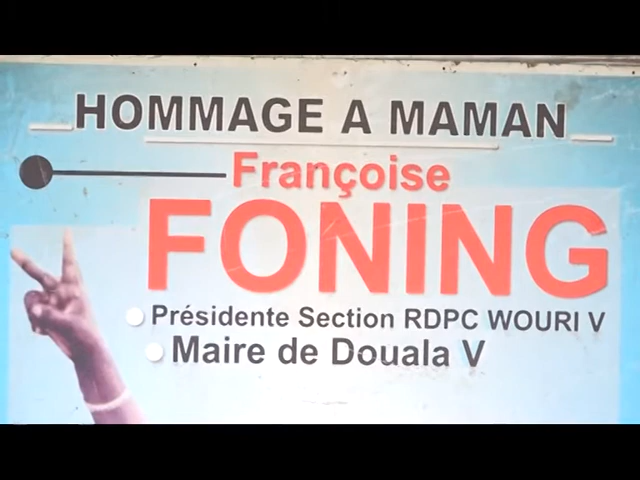 HOMMAGE A MAMAN
Françoise
FONING
Présidente Section RDPC WOURI V
Maire de Douala V